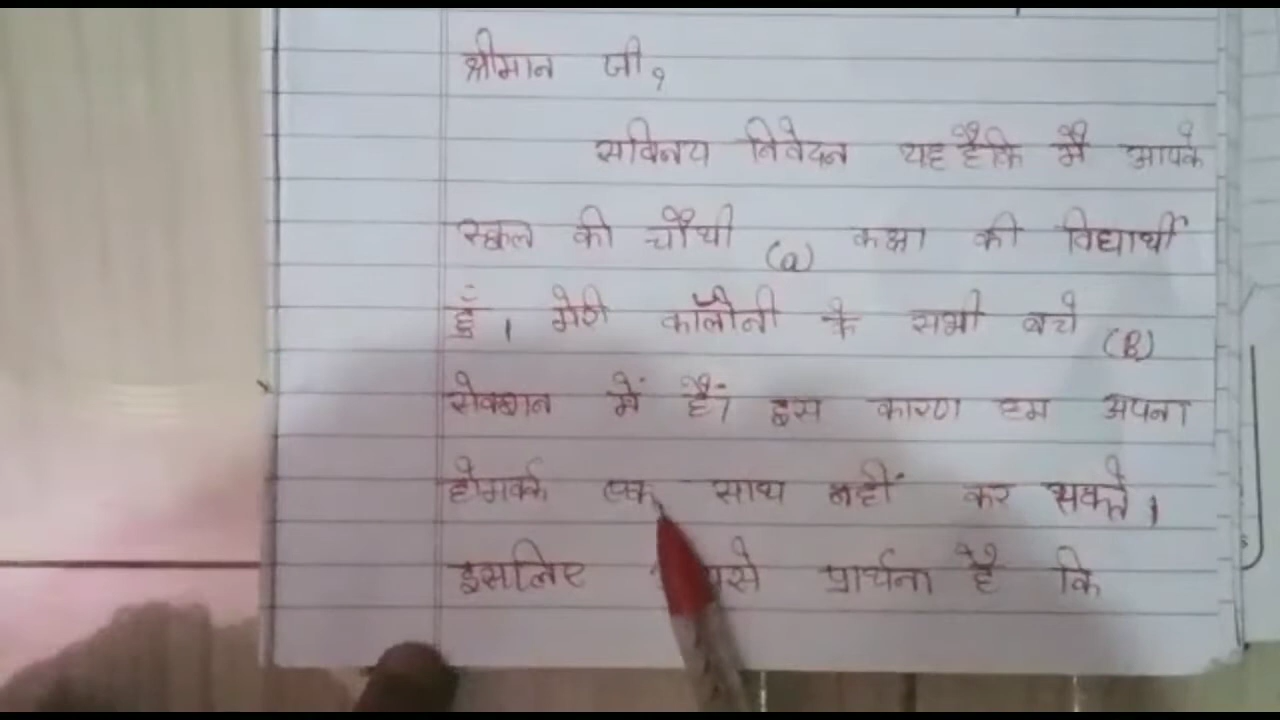 श्रीमान जी,
सविनय निवेदन यह है कि मैं आपके
स्कूल की चौथी (a) कक्षा की विद्यार्थी
हूँ। मेरी कॉलोनी के सभी बचे (B)
सेक्शन में हैं। इस कारण हम अपना
होमवर्क एक साथ नहीं कर सकते।
इसलिए प्रार्थना है कि